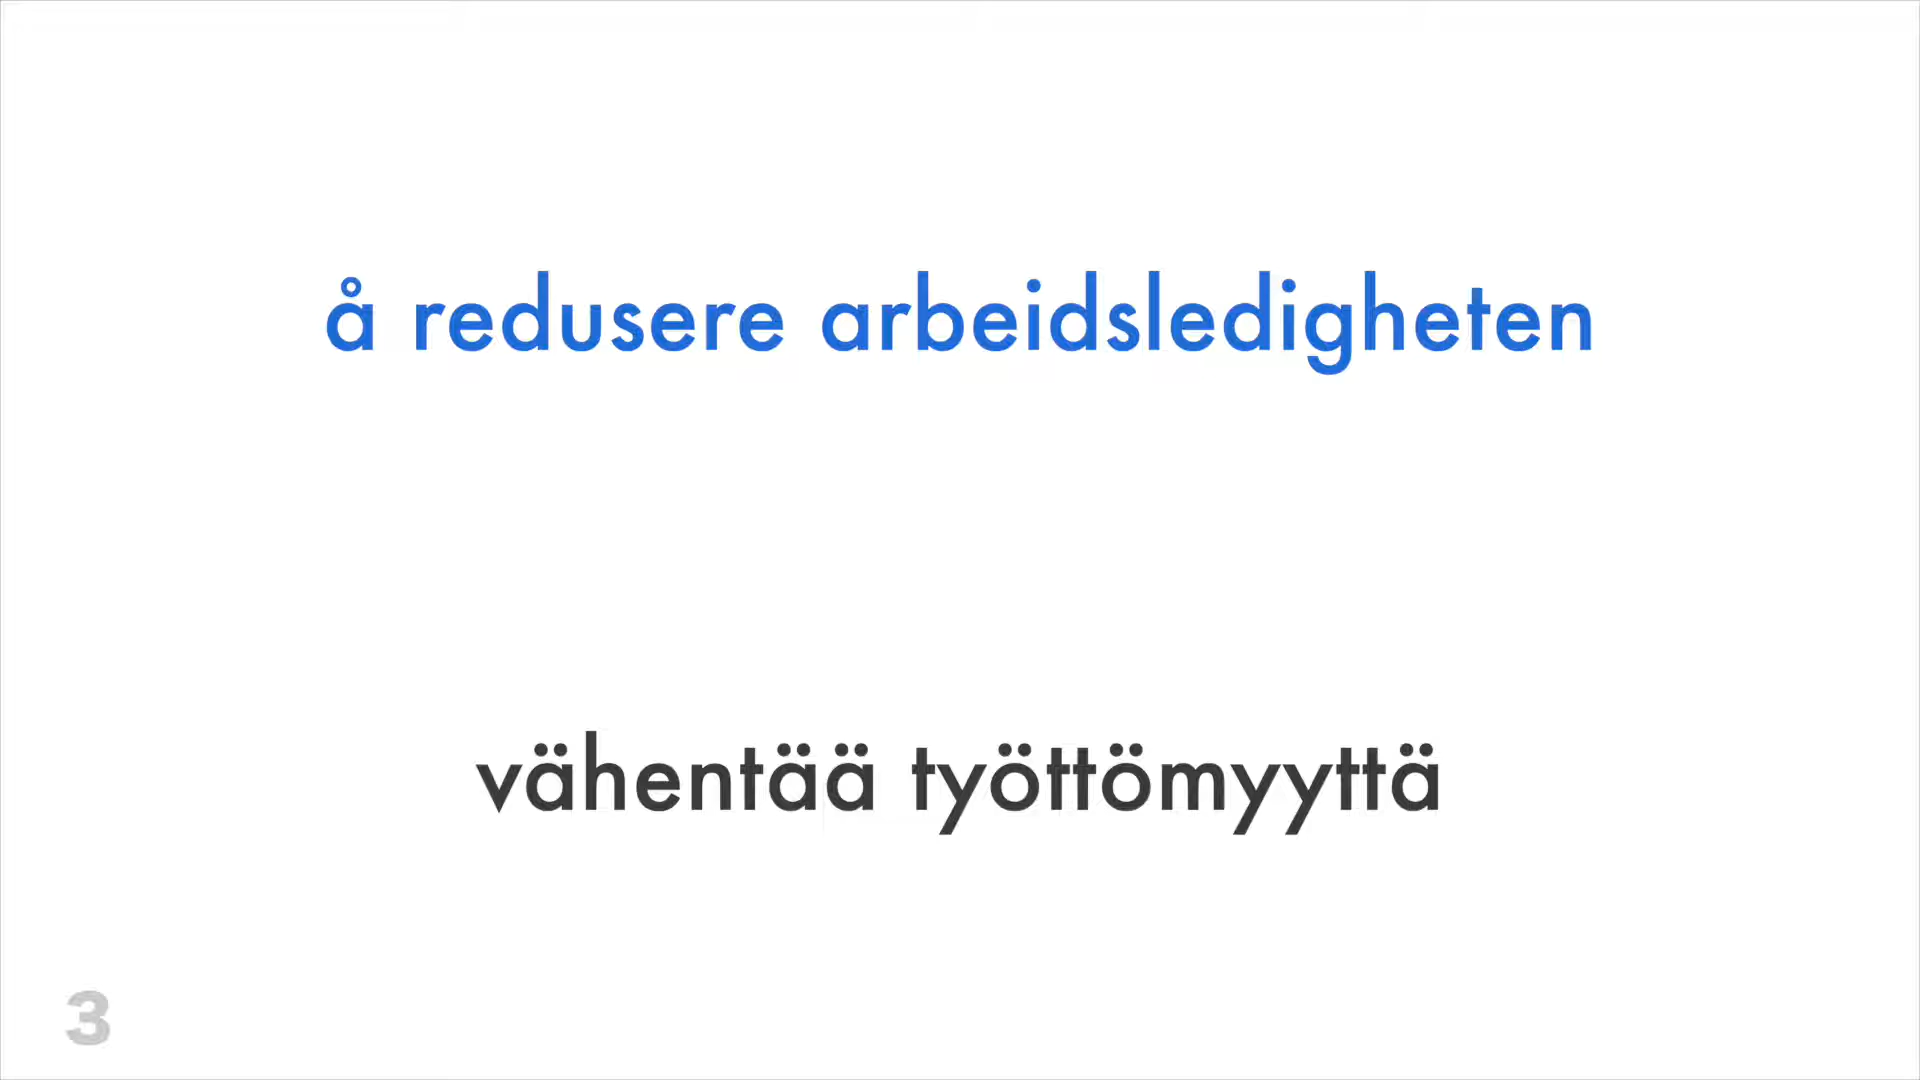 å redusere arbeidsledigheten
vähentää työttömyyttä
3